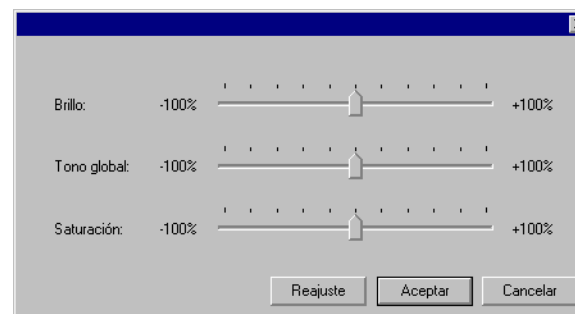 Brillo: -100% +100%
Tono global: -100% +100%
Saturación: -100% +100%
Reajuste Aceptar Cancelar